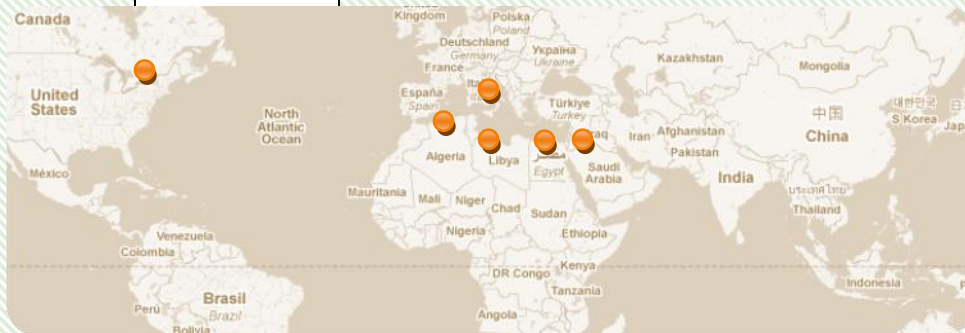 Canada
Kingdom
Polska
Poland
Deutschland
Germany
Україна
Ukraine
France
Kazakhstan
Mongolia
United
States
España
Spain
Türkiye
Turkey
North
Atlantic
Ocean
中国
China
대한민국
S Korea
Iran
Afghanistan
Pakistan
Algeria
Libya
مصر
Egypt
Saudi
Arabia
India
México
Mauritania
Mali
Niger
Chad
Sudan
ประเทศไทย
Thailand
Nigeria
Ethiopia
Venezuela
Colombia
DR Congo
Kenya
Tanzania
Indonesia
Brasil
Brazil
Perú
Angola
Bolivia